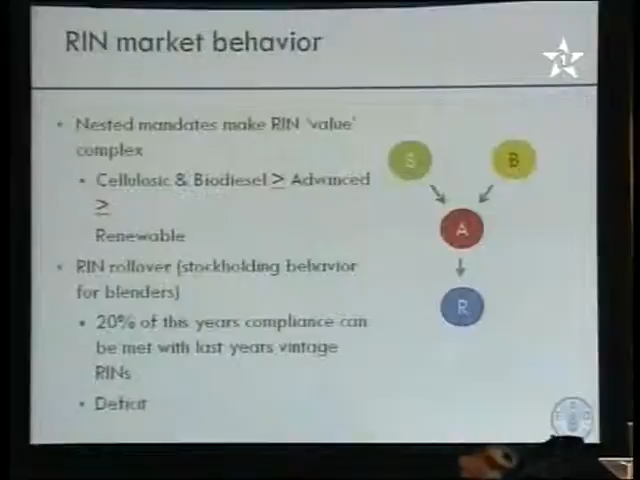 RIN market behavior
• Nested mandates make RIN 'value'
complex
• Cellulosic & Biodiesel ≥ Advanced
≥
Renewable
• RIN rollover (stockholding behavior
for blenders)
• 20% of this years compliance can
be met with last years vintage
RINs
• Deficit
B
A
R